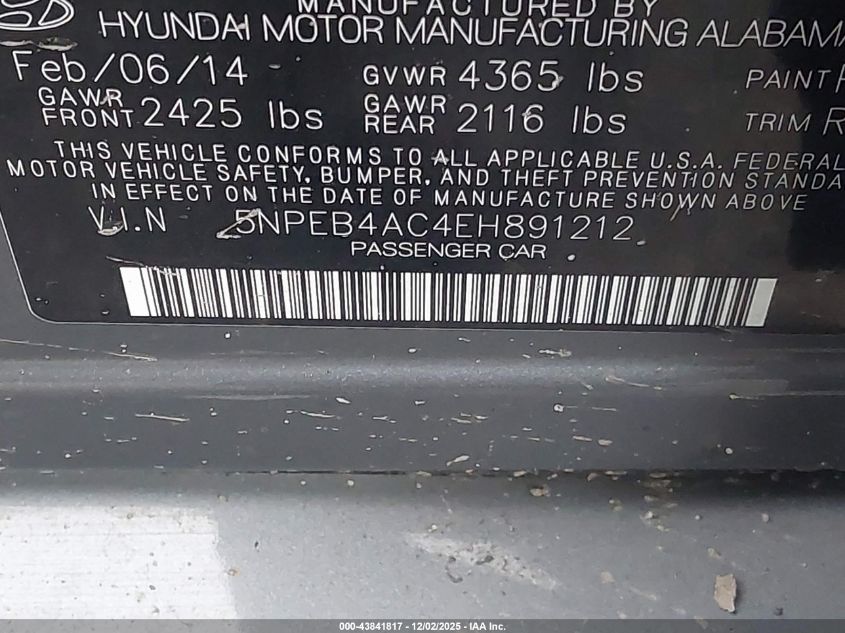 MANUFACTURED BY
HYUNDAI MOTOR MANUFACTURING ALABAMA
Feb/06/14 GVWR 4365 lbs PAINT
GAWR FRONT 2425 lbs GAWR REAR 2116 lbs TRIM R
THIS VEHICLE CONFORMS TO ALL APPLICABLE U.S.A. FEDERAL
MOTOR VEHICLE SAFETY, BUMPER, AND THEFT PREVENTION STANDA
IN EFFECT ON THE DATE OF MANUFACTURE SHOWN ABOVE
V.I.N 5NPEB4AC4EH891212
PASSENGER CAR
000-43841817 - 12/02/2025 - IAA Inc.